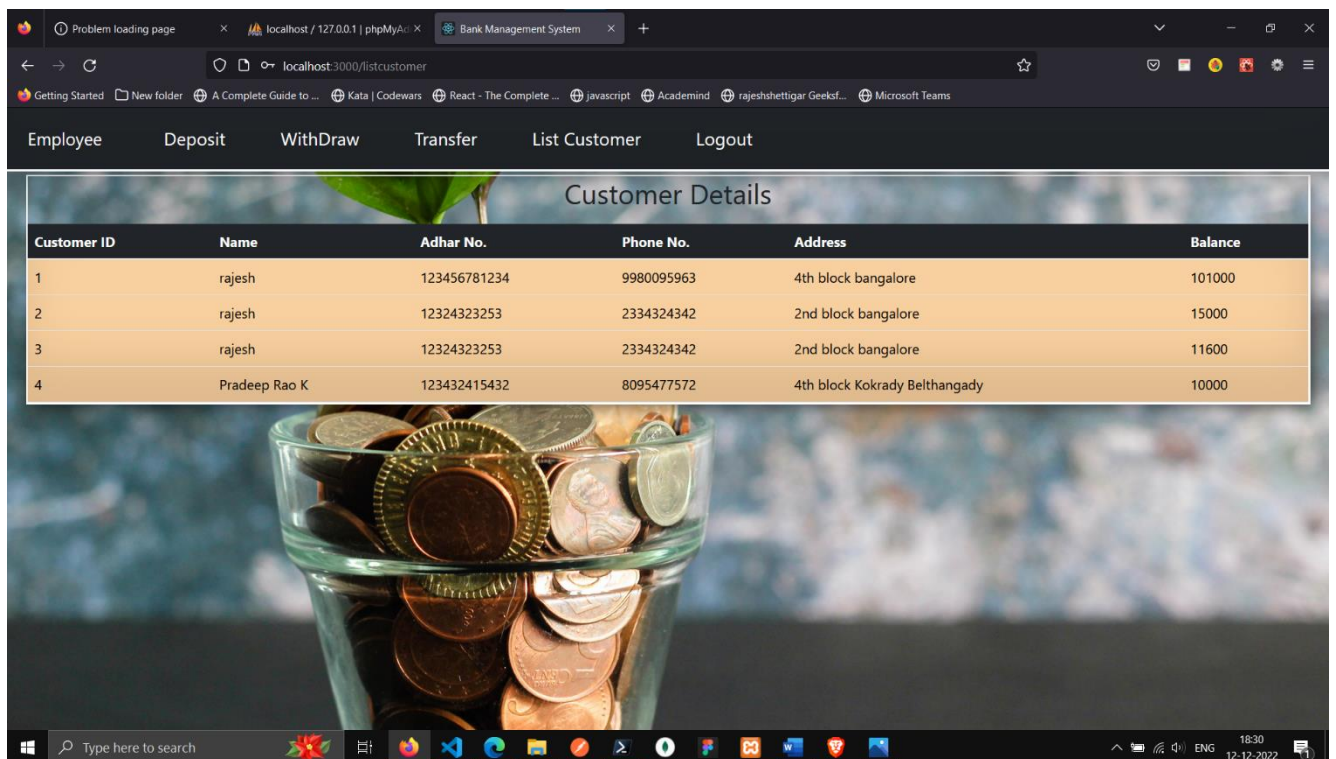 Problem loading page
localhost / 127.0.0.1 | phpMyAd
Bank Management System
localhost:3000/listcustomer
Getting Started New folder A Complete Guide to ... Kata | Codewars React - The Complete ... javascript Academind rajeshshettigar Geeksf... Microsoft Teams
Employee Deposit WithDraw Transfer List Customer Logout
Customer Details
Customer ID Name Adhar No. Phone No. Address Balance
1 rajesh 123456781234 9980095963 4th block bangalore 101000
2 rajesh 12324323253 2334324342 2nd block bangalore 15000
3 rajesh 12324323253 2334324342 2nd block bangalore 11600
4 Pradeep Rao K 123432415432 8095477572 4th block Kokrady Belthangady 10000
Type here to search
ENG
18:30
12-12-2022